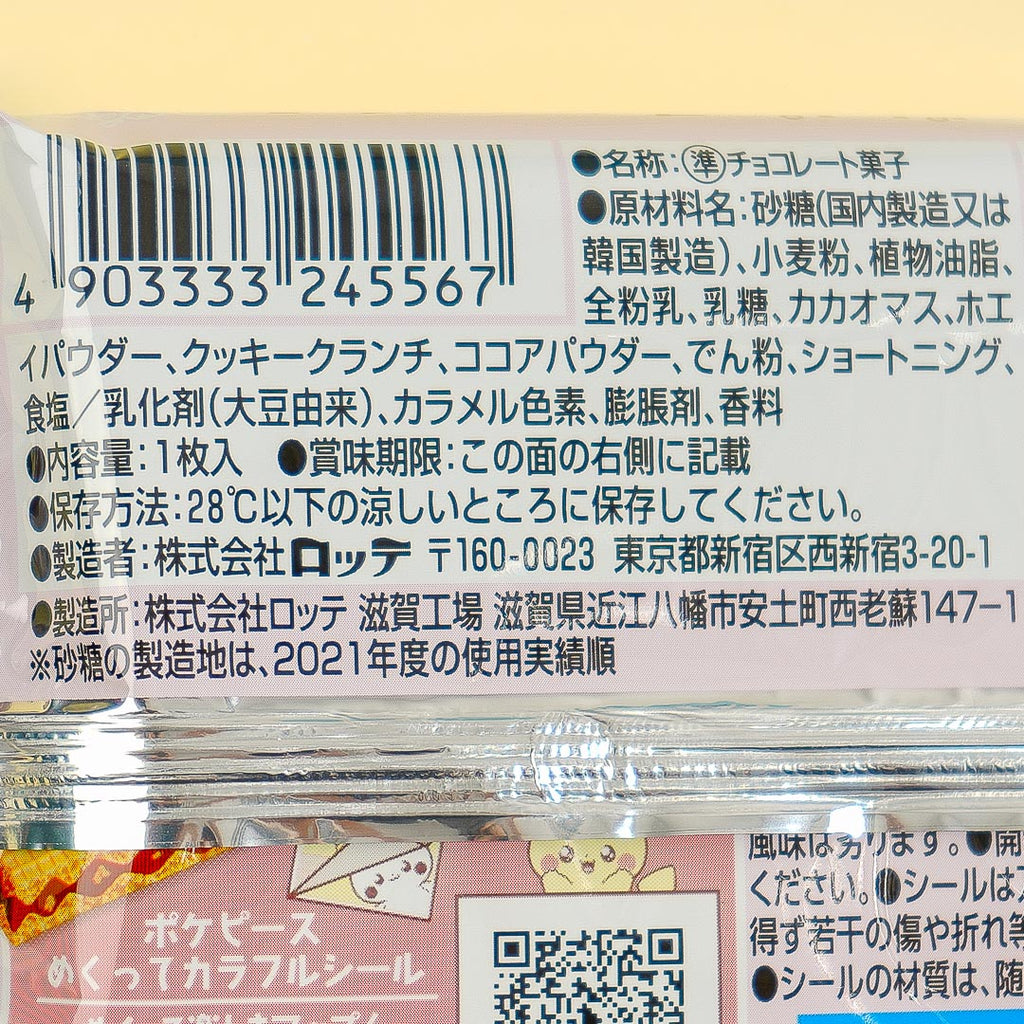 4 903333 245567
●名称:㊝チョコレート菓子
●原材料名:砂糖(国内製造又は
韓国製造)、小麦粉、植物油脂、
全粉乳、乳糖、カカオマス、ホエ
イパウダー、クッキークランチ、ココアパウダー、でん粉、ショートニング、
食塩/乳化剤(大豆由来)、カラメル色素、膨脹剤、香料
●内容量:1枚入 ●賞味期限:この面の右側に記載
●保存方法:28℃以下の涼しいところに保存してください。
●製造者:株式会社ロッテ 〒160-0023 東京都新宿区西新宿3-20-1
●製造所:株式会社ロッテ 滋賀工場 滋賀県近江八幡市安土町西老蘇147-1
※砂糖の製造地は、2021年度の使用実績順
ポケピース
めくってカラフルシール
●開
ください。●シールは
得ず若干の傷や折れ等
●シールの材質は、随